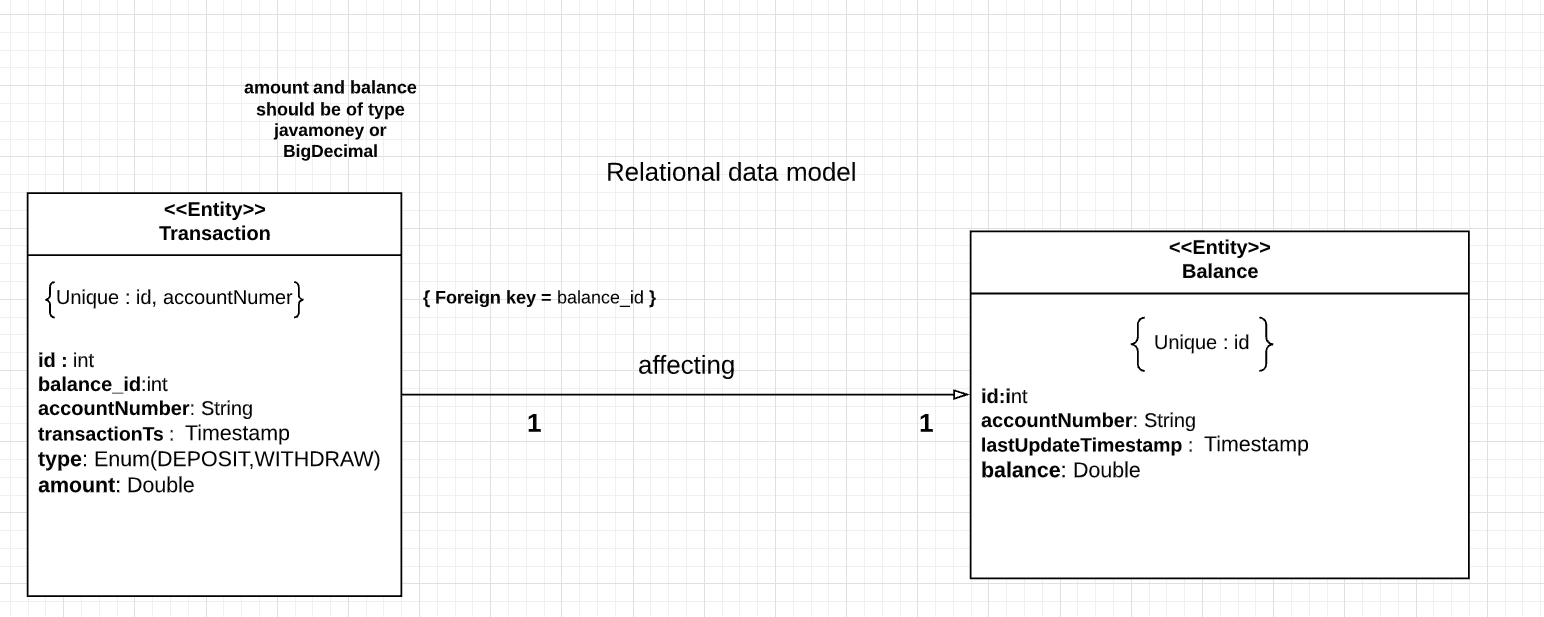 amount and balance
should be of type
javamoney or
BigDecimal
Relational data model
<<Entity>>
Transaction
{Unique : id, accountNumer}
id : int
balance_id:int
accountNumber: String
transactionTs : Timestamp
type: Enum(DEPOSIT,WITHDRAW)
amount: Double
{ Foreign key = balance_id }
affecting
1
1
<<Entity>>
Balance
{ Unique : id }
id:int
accountNumber: String
lastUpdateTimestamp : Timestamp
balance: Double